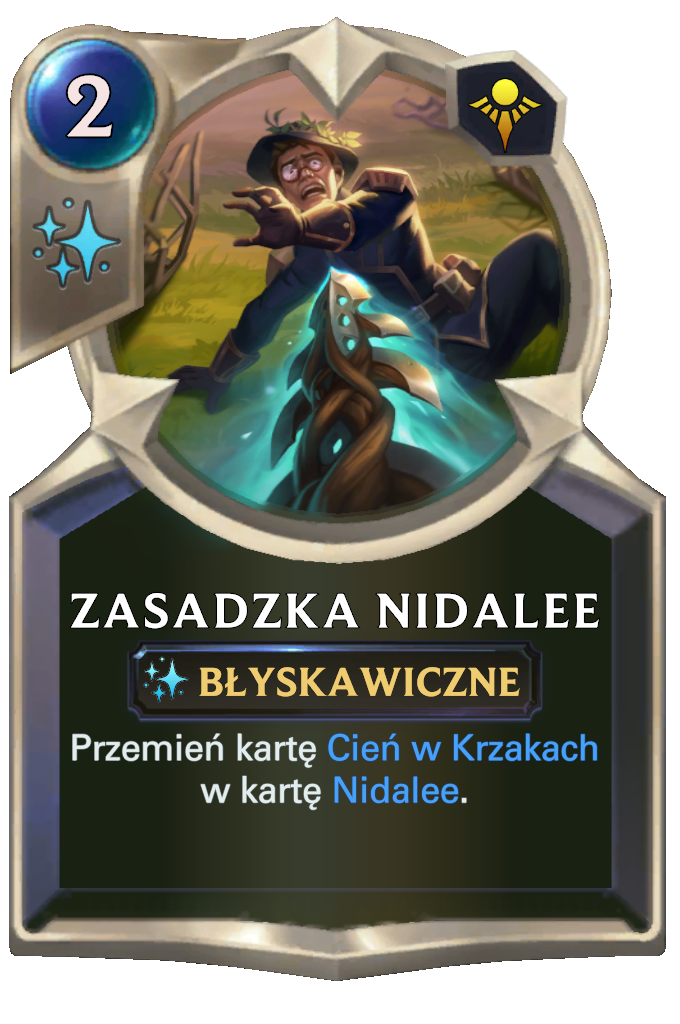 2
ZASADZKA NIDALEE
BŁYSKAWICZNE
Przemień kartę Cień w Krzakach
w kartę Nidalee.